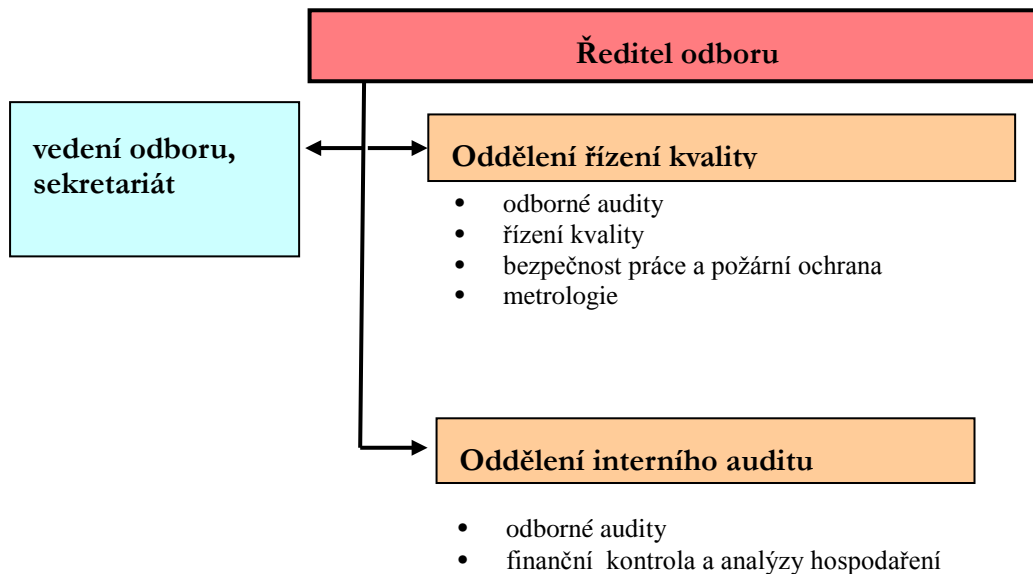 Ředitel odboru
vedení odboru,
sekretariát
Oddělení řízení kvality
• odborné audity
• řízení kvality
• bezpečnost práce a požární ochrana
• metrologie
Oddělení interního auditu
• odborné audity
• finanční kontrola a analýzy hospodaření